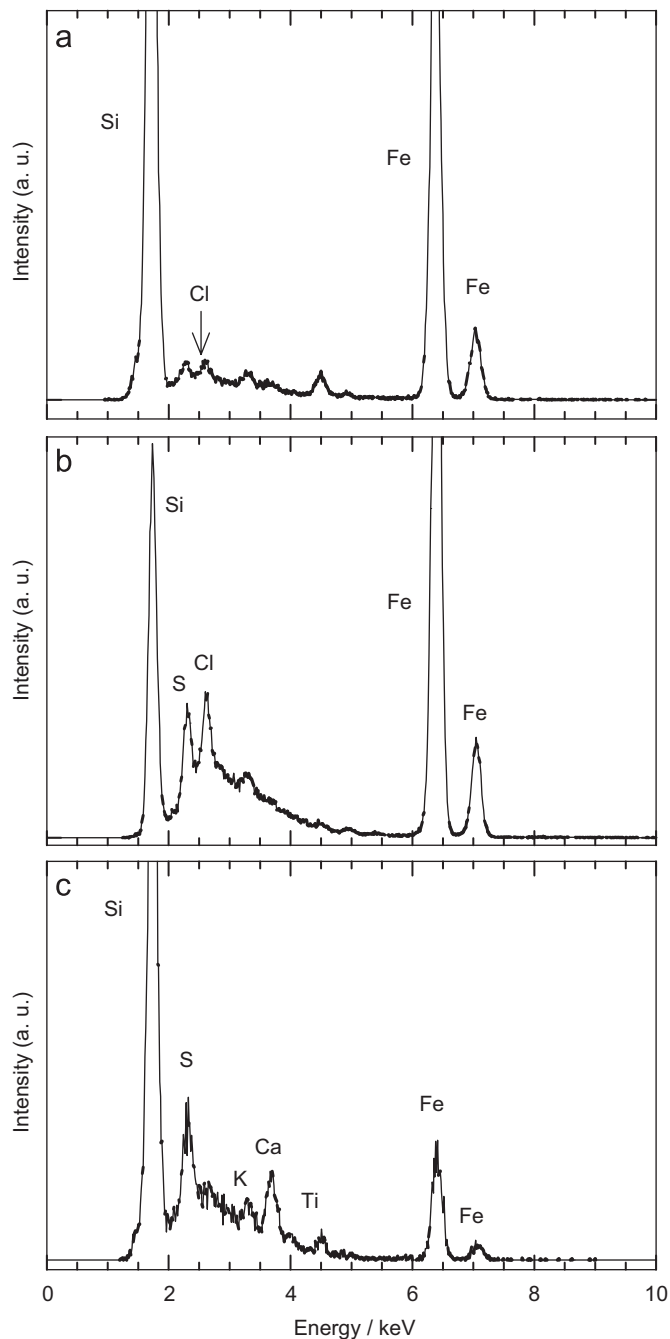 a
Si
Fe
Cl
Fe
Intensity (a. u.)
b
Si
Fe
S
Cl
Fe
Intensity (a. u.)
c
Si
S
K
Ca
Ti
Fe
Fe
Intensity (a. u.)
0 2 4 6 8 10
Energy / keV